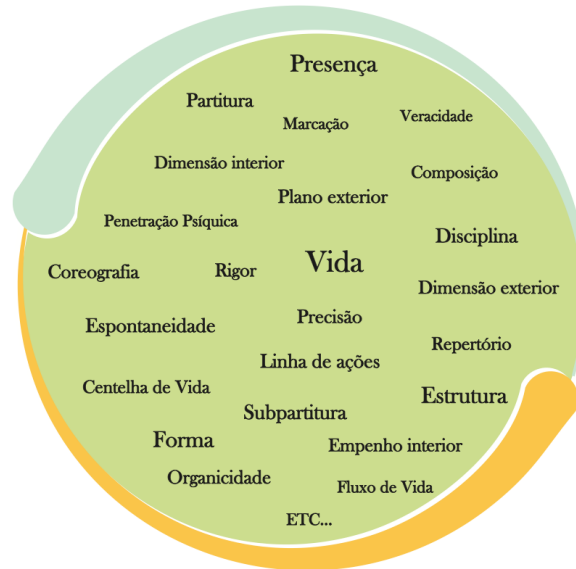 Presença
Partitura
Marcação
Veracidade
Dimensão interior
Composição
Plano exterior
Penetração Psíquica
Disciplina
Vida
Coreografia
Rigor
Dimensão exterior
Precisão
Espontaneidade
Repertório
Linha de ações
Centelha de Vida
Estrutura
Subpartitura
Forma
Empenho interior
Organicidade
Fluxo de Vida
ETC...